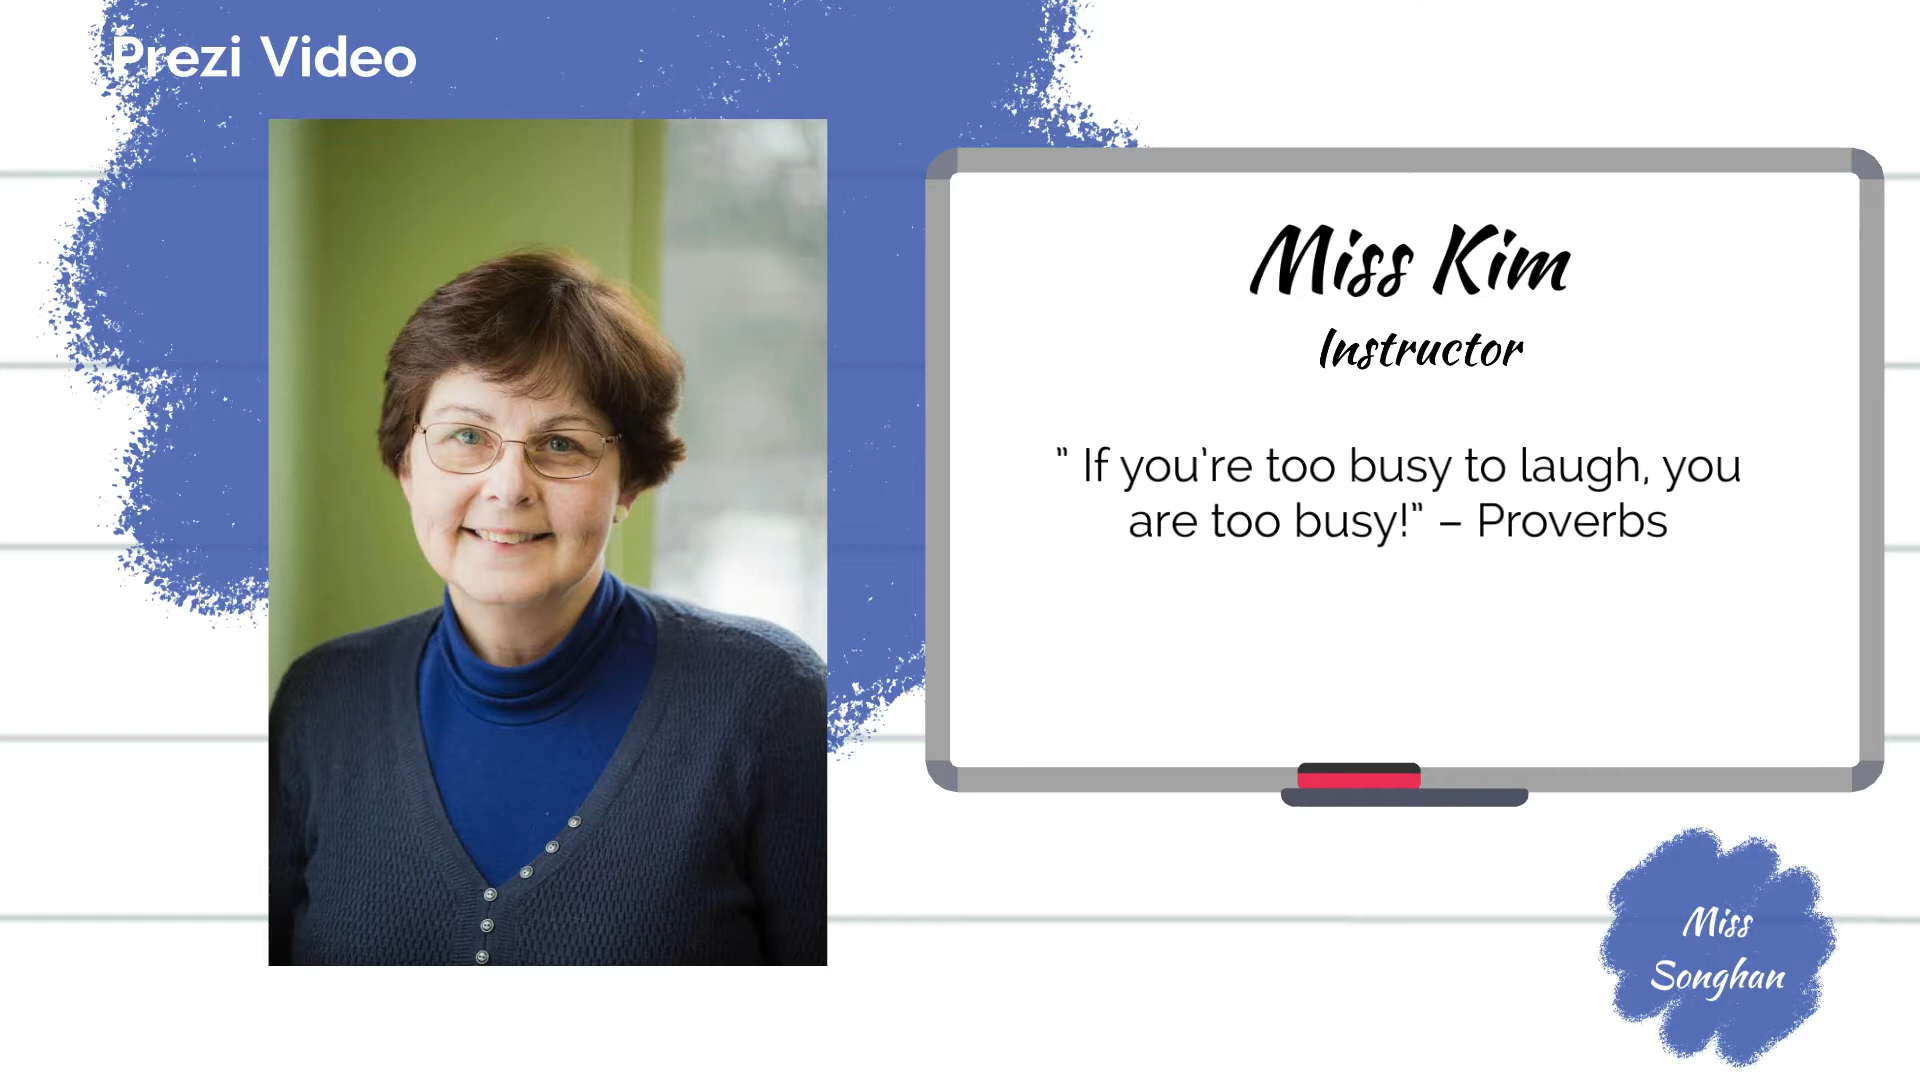 Prezi Video
Miss Kim
Instructor
” If you’re too busy to laugh, you
are too busy!” – Proverbs
Miss
Songhan